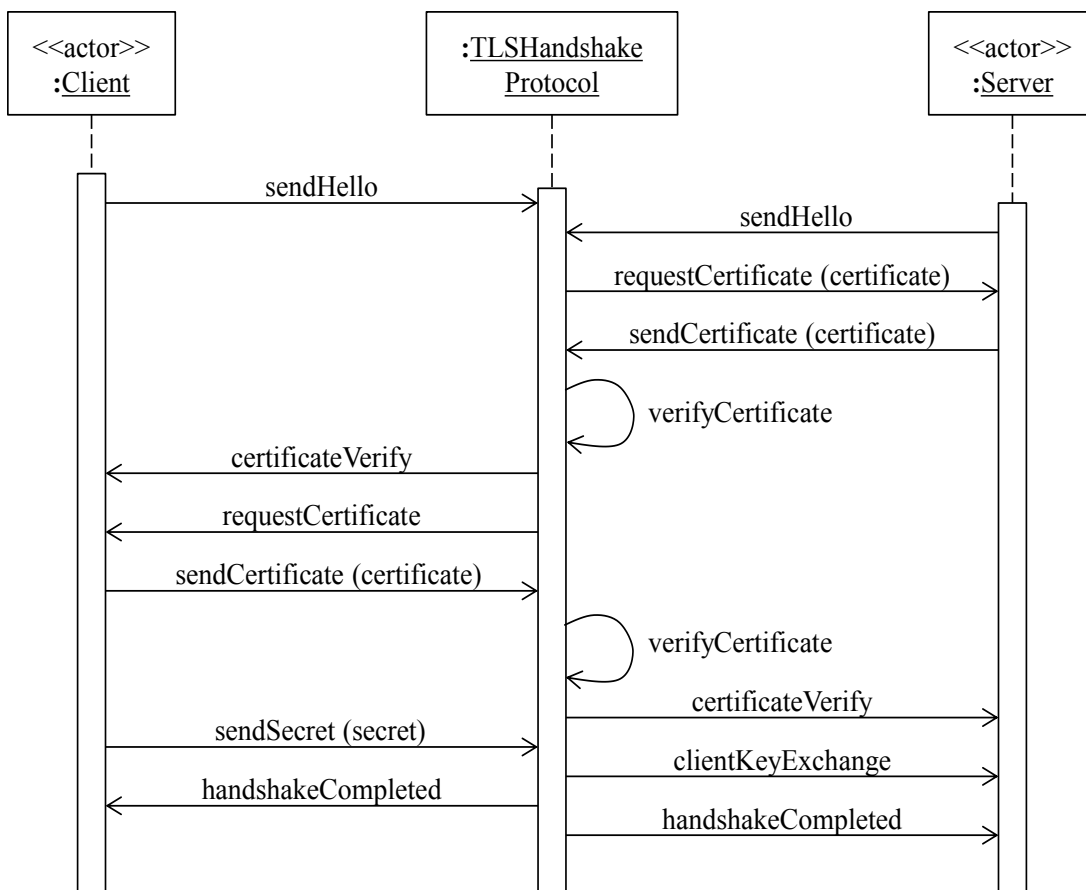 <<actor>>
:Client
:TLSHandshake
Protocol
<<actor>>
:Server
sendHello
sendHello
requestCertificate (certificate)
sendCertificate (certificate)
verifyCertificate
certificateVerify
requestCertificate
sendCertificate (certificate)
verifyCertificate
certificateVerify
sendSecret (secret)
clientKeyExchange
handshakeCompleted
handshakeCompleted